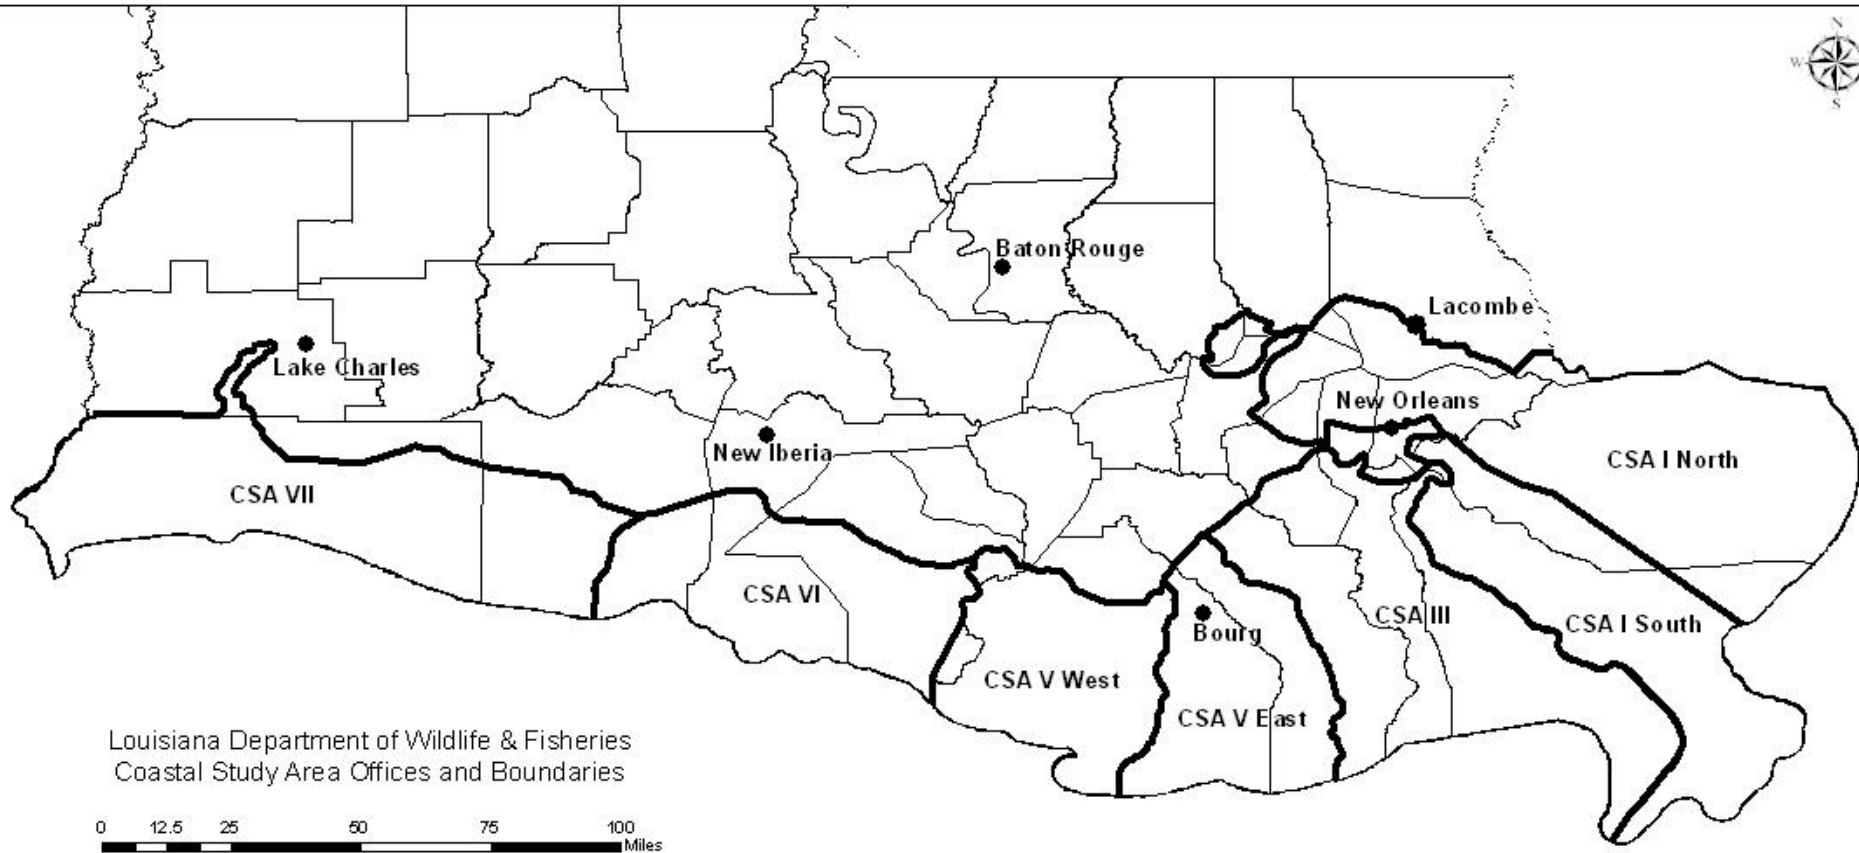 N
W
S
Baton Rouge
Lacombe
Lake Charles
New Orleans
New Iberia
CSA I North
CSA VII
CSA VI
CSA III
CSA I South
Bourg
CSA V West
CSA V East
Louisiana Department of Wildlife & Fisheries
Coastal Study Area Offices and Boundaries
0 12.5 25 50 75 100
Miles